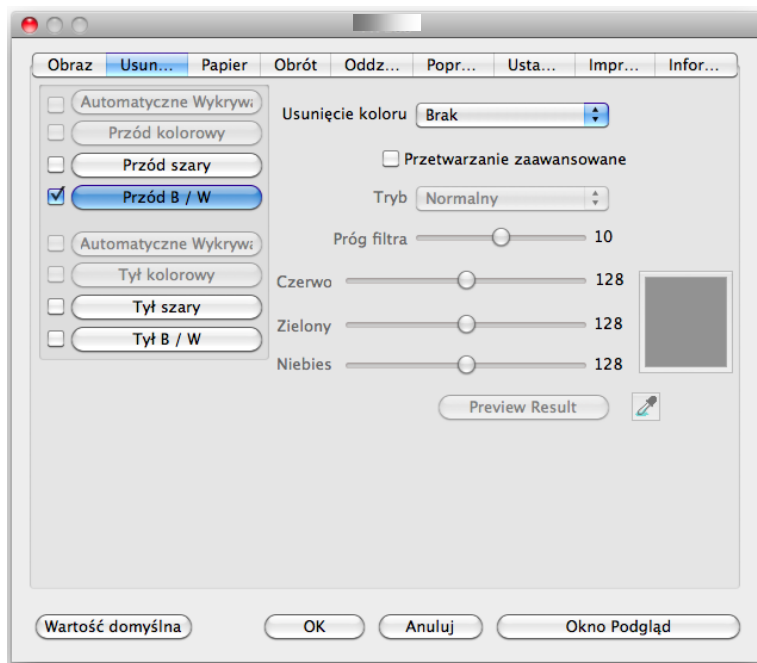 Obraz Usun... Papier Obrót Oddz... Popr... Usta... Impr... Infor...
Automatyczne Wykrywa
Przód kolorowy
Przód szary
Przód B / W
Automatyczne Wykrywa
Tył kolorowy
Tył szary
Tył B / W
Usunięcie koloru Brak
Przetwarzanie zaawansowane
Tryb Normalny
Próg filtra 10
Czerwo 128
Zielony 128
Niebies 128
Preview Result
Wartość domyślna OK Anuluj Okno Podgląd